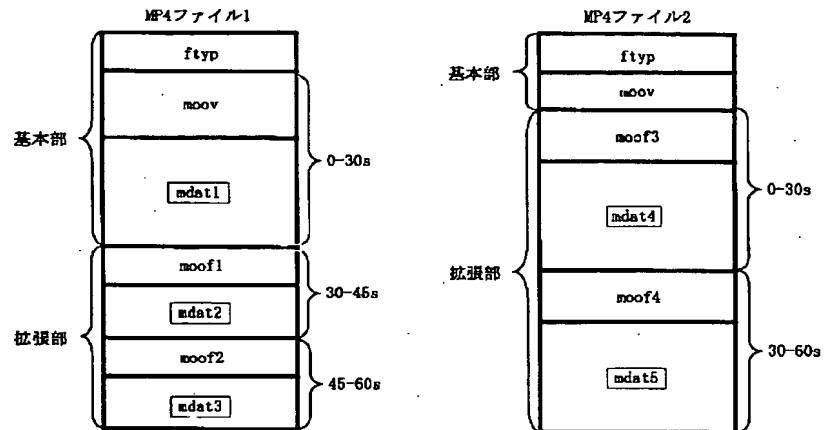 MP4ファイル1
基本部
ftyp
moov
mdat1
0-30s
拡張部
moof1
mdat2
30-45s
moof2
mdat3
45-60s
MP4ファイル2
基本部
ftyp
moov
拡張部
moof3
mdat4
0-30s
moof4
mdat5
30-60s